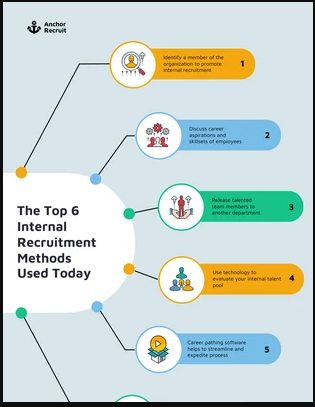 Anchor
Recruit
Identify a member of the
organization to promote
internal recruitment
1
Discuss career
aspirations and
skillsets of employees
2
Release talented
team members to
another department
3
The Top 6
Internal
Recruitment
Methods
Used Today
Use technology to
evaluate your internal talent
pool
4
Career pathing software
helps to streamline and
expedite process
5